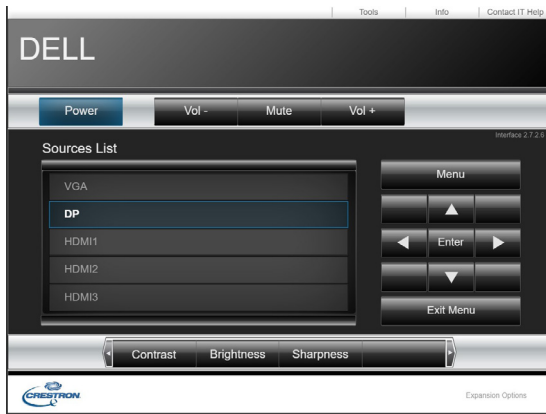 Tools Info Contact IT Help
DELL
Power Vol - Mute Vol +
Interface 2.7.2.6
Sources List
Menu
VGA
DP
HDMI1
Enter
HDMI2
HDMI3
Exit Menu
Contrast Brightness Sharpness
CRESTRON
Expansion Options